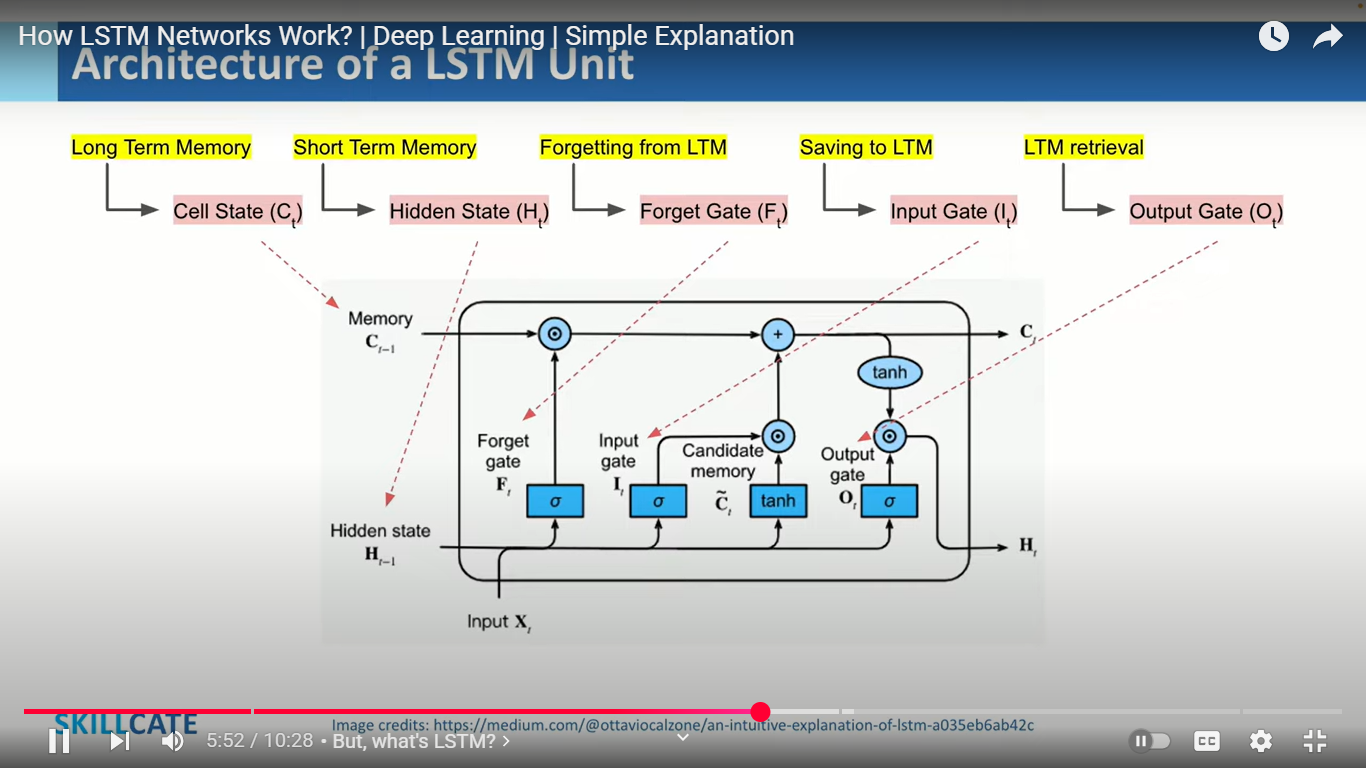 How LSTM Networks Work? | Deep Learning | Simple Explanation
Architecture of a LSTM Unit
Long Term Memory
Short Term Memory
Forgetting from LTM
Saving to LTM
LTM retrieval
Cell State (Ct)
Hidden State (Ht)
Forget Gate (Ft)
Input Gate (It)
Output Gate (Ot)
Memory
Ct−1
+
Ct
tanh
Forget
gate
Ft
σ
Input
gate
It
σ
Candidate
memory
C̃t
tanh
Output
gate
Ot
σ
Hidden state
Ht−1
Ht
Input Xt
SKILLCATE
Image credits: https://medium.com/@ottaviocalzone/an-intuitive-explanation-of-lstm-a035eb6ab42c
5:52 / 10:28 • But, what's LSTM? >
CC